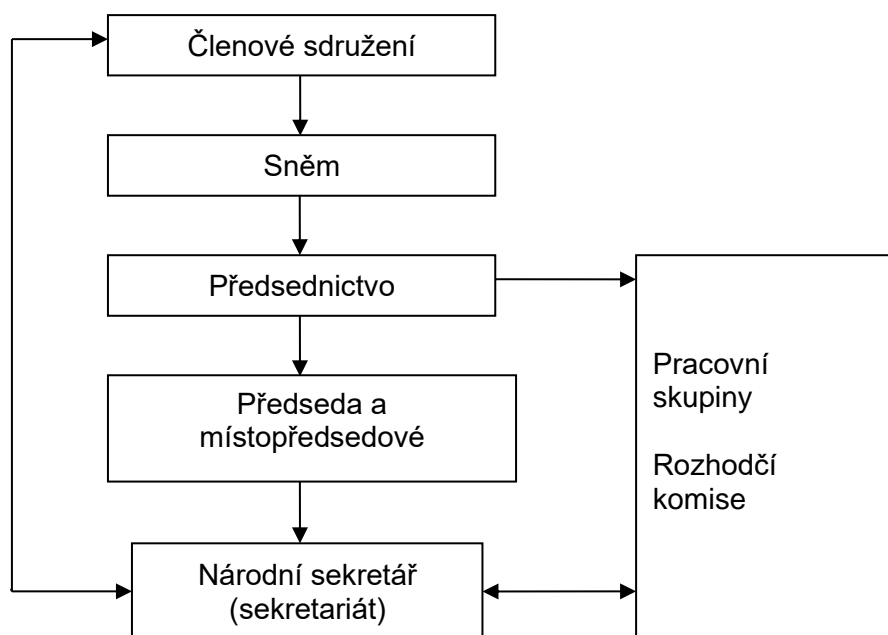 Členové sdružení
Sněm
Předsednictvo
Předseda a
místopředsedové
Pracovní
skupiny
Rozhodčí
komise
Národní sekretář
(sekretariát)